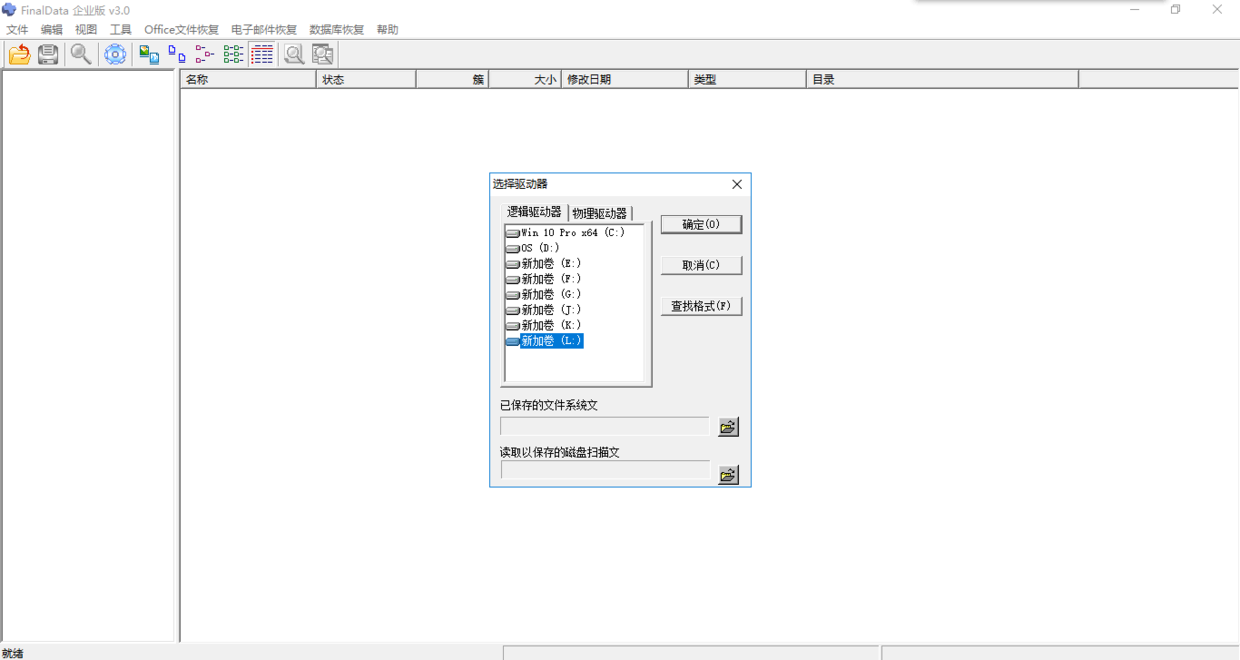 FinalData 企业版 v3.0
文件 编辑 视图 工具 Office文件恢复 电子邮件恢复 数据库恢复 帮助
名称 状态 簇 大小 修改日期 类型 目录
选择驱动器
逻辑驱动器 物理驱动器
Win 10 Pro x64 (C:)
OS (D:)
新加卷 (E:)
新加卷 (F:)
新加卷 (G:)
新加卷 (J:)
新加卷 (K:)
新加卷 (L:)
确定(O)
取消(C)
查找格式(F)
已保存的文件系统文
读取以保存的磁盘扫描文
就绪